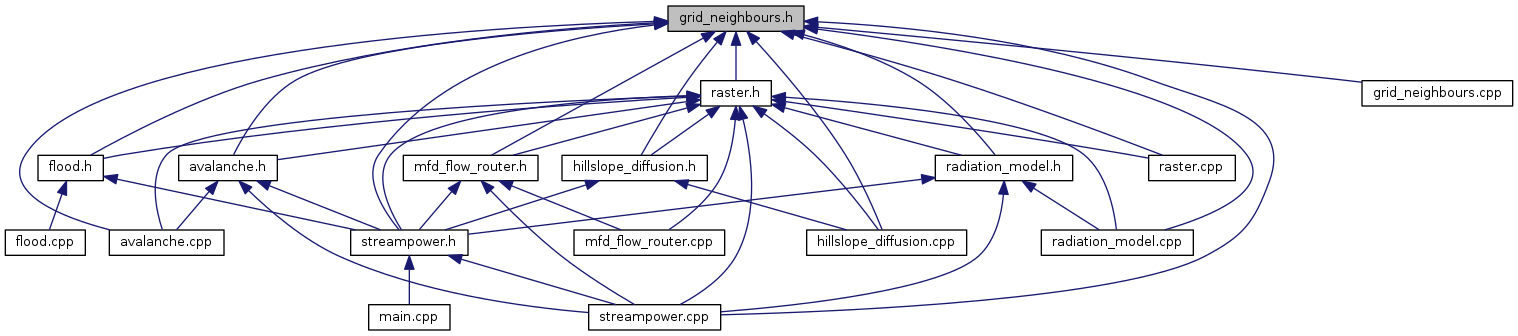 grid_neighbours.h
raster.h
grid_neighbours.cpp
flood.h
avalanche.h
mfd_flow_router.h
hillslope_diffusion.h
radiation_model.h
raster.cpp
flood.cpp
avalanche.cpp
streampower.h
mfd_flow_router.cpp
hillslope_diffusion.cpp
radiation_model.cpp
main.cpp
streampower.cpp